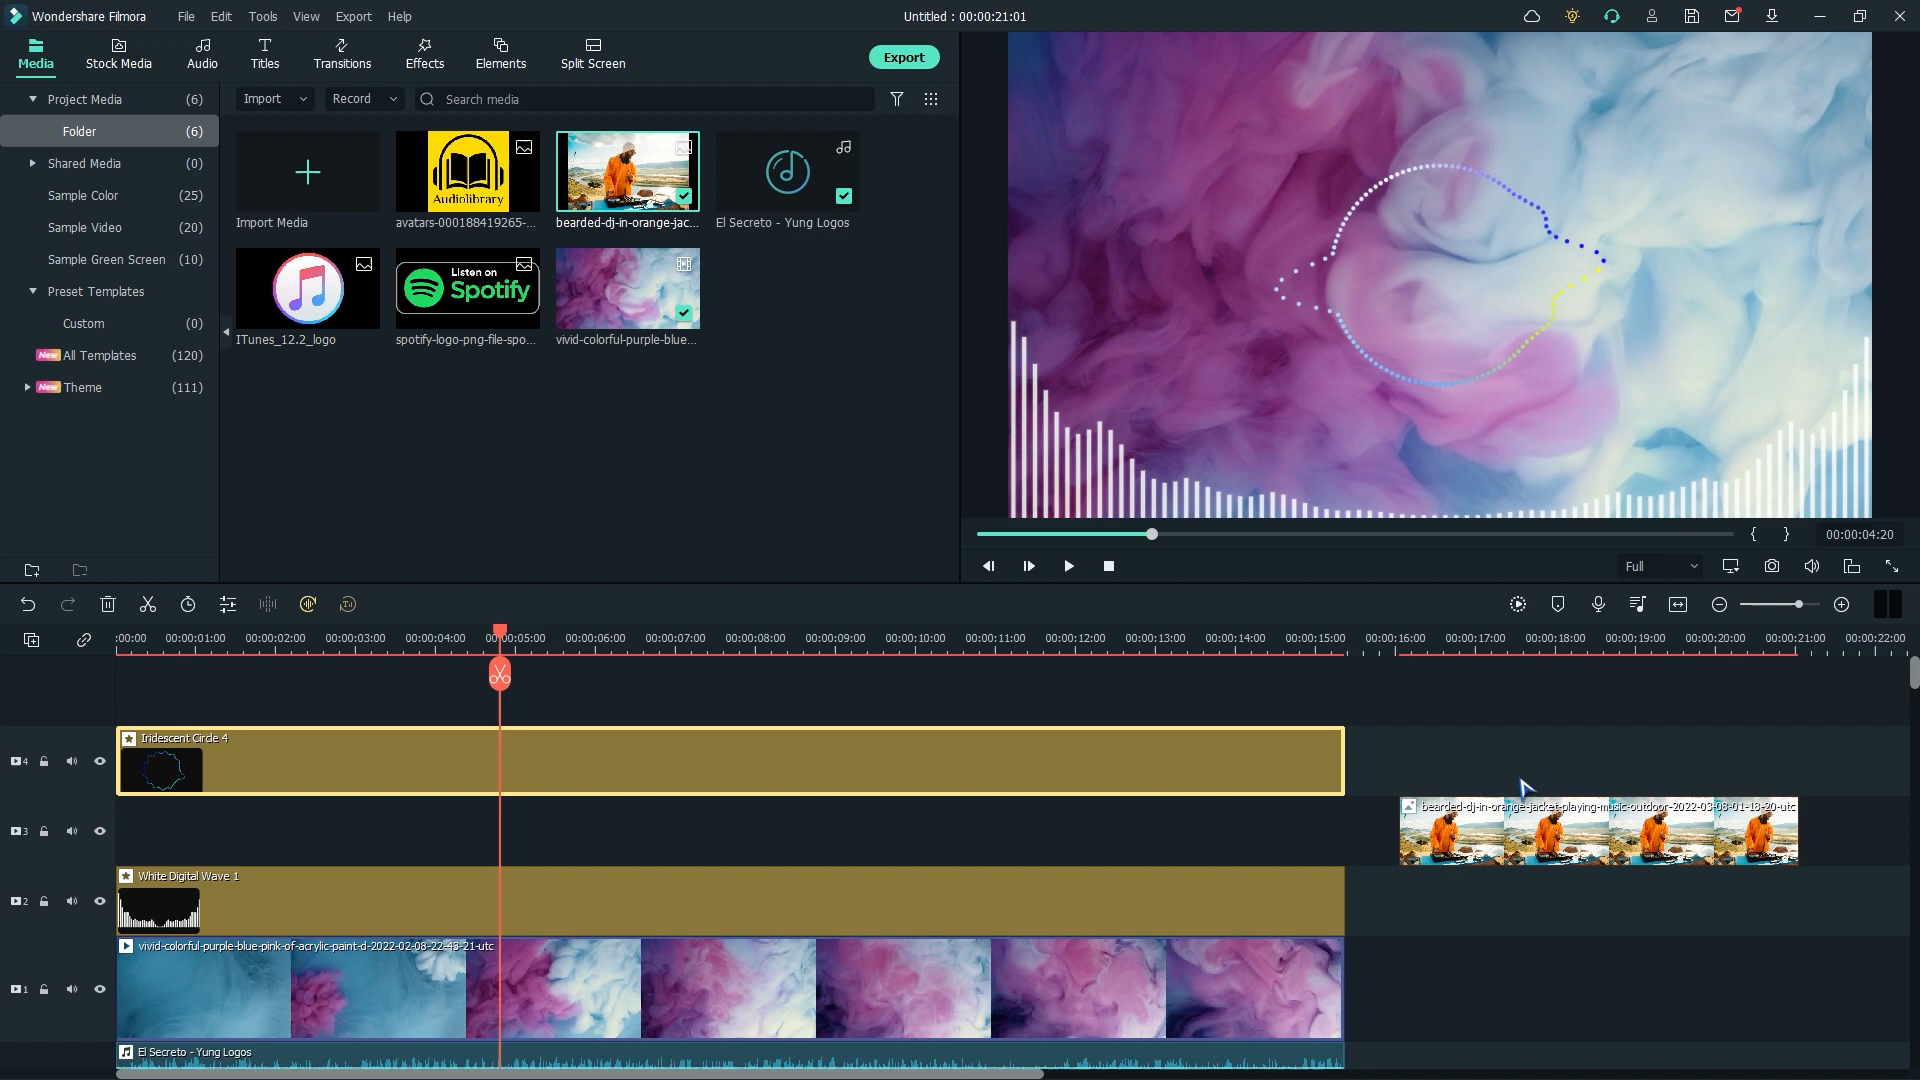 Wondershare Filmora File Edit Tools View Export Help Untitled : 00:00:21:01
Media Stock Media Audio Titles Transitions Effects Elements Split Screen Export
Project Media (6)
Folder (6)
Shared Media (0)
Sample Color (25)
Sample Video (20)
Sample Green Screen (10)
Preset Templates
Custom (0)
New All Templates (120)
New Theme (111)
Import Record Search media
Audiolibrary
Import Media avatars-000188419265-... bearded-dj-in-orange-jac... El Secreto - Yung Logos
Listen on
Spotify
ITunes_12.2_logo spotify-logo-png-file-spo... vivid-colorful-purple-blue...
{ } 00:00:04:20
Full
:00:00 00:00:01:00 00:00:02:00 00:00:03:00 00:00:04:00 00:00:05:00 00:00:06:00 00:00:07:00 00:00:08:00 00:00:09:00 00:00:10:00 00:00:11:00 00:00:12:00 00:00:13:00 00:00:14:00 00:00:15:00 00:00:16:00 00:00:17:00 00:00:18:00 00:00:19:00 00:00:20:00 00:00:21:00 00:00:22:00
Iridescent Circle 4
4
bearded-dj-in-orange-jacket-playing-music-outdoor-2022-03-08-01-18-20-utc
3
White Digital Wave 1
2
vivid-colorful-purple-blue-pink-of-acrylic-paint-d-2022-02-08-22-43-21-utc
1
El Secreto - Yung Logos